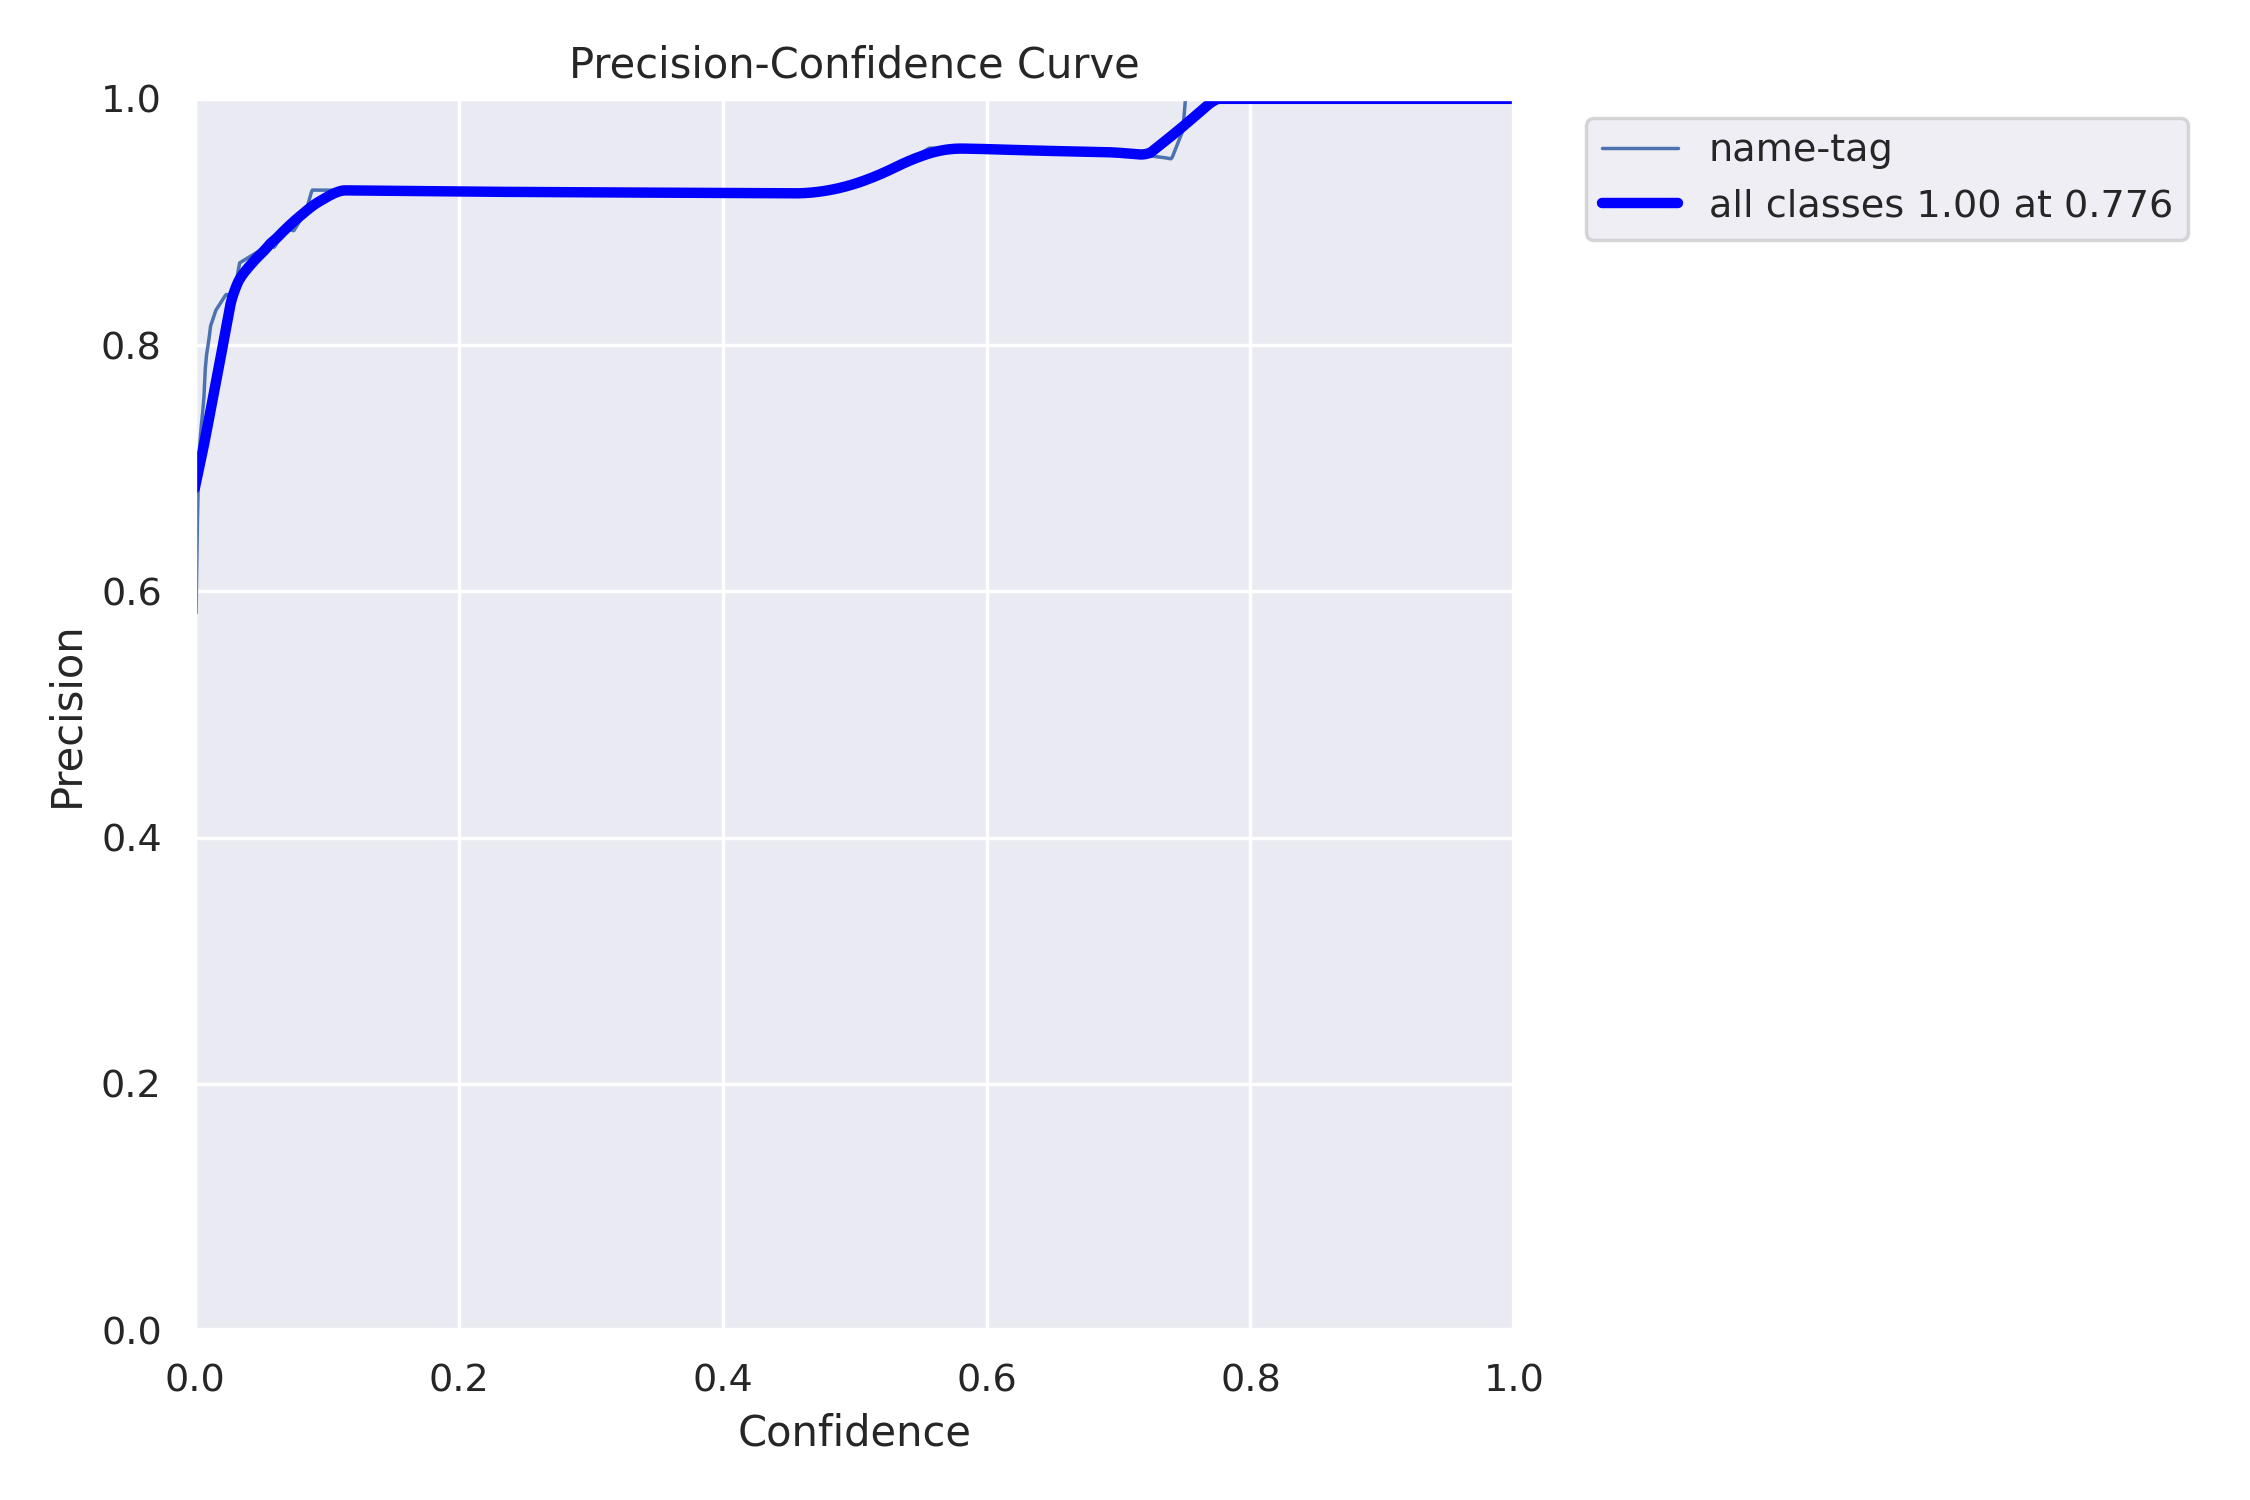 Precision-Confidence Curve
1.0
0.8
0.6
0.4
0.2
0.0
Precision
0.0 0.2 0.4 0.6 0.8 1.0
Confidence
name-tag
all classes 1.00 at 0.776